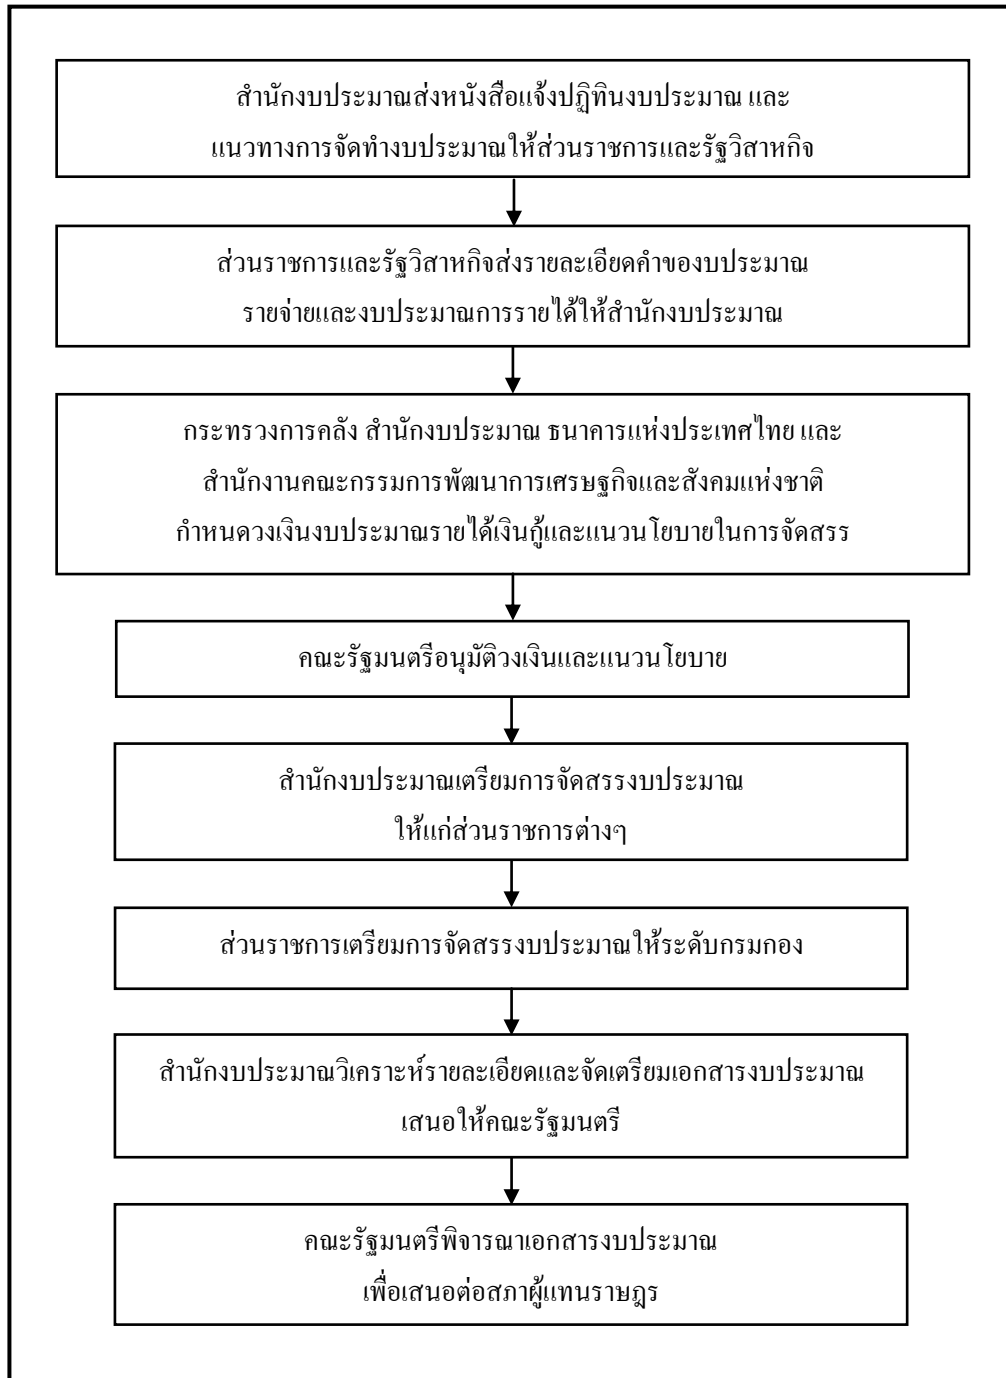 สำนักงบประมาณส่งหนังสือแจ้งปฏิทินงบประมาณ และ
แนวทางการจัดทำงบประมาณให้ส่วนราชการและรัฐวิสาหกิจ
ส่วนราชการและรัฐวิสาหกิจส่งรายละเอียดคำของบประมาณ
รายจ่ายและงบประมาณการรายได้ให้สำนักงบประมาณ
กระทรวงการคลัง สำนักงบประมาณ ธนาคารแห่งประเทศไทย และ
สำนักงานคณะกรรมการพัฒนาการเศรษฐกิจและสังคมแห่งชาติ
กำหนดวงเงินงบประมาณรายได้เงินกู้และแนวนโยบายในการจัดสรร
คณะรัฐมนตรีอนุมัติวงเงินและแนวนโยบาย
สำนักงบประมาณเตรียมการจัดสรรงบประมาณ
ให้แก่ส่วนราชการต่างๆ
ส่วนราชการเตรียมการจัดสรรงบประมาณให้ระดับกรมกอง
สำนักงบประมาณวิเคราะห์รายละเอียดและจัดเตรียมเอกสารงบประมาณ
เสนอให้คณะรัฐมนตรี
คณะรัฐมนตรีพิจารณาเอกสารงบประมาณ
เพื่อเสนอต่อสภาผู้แทนราษฎร